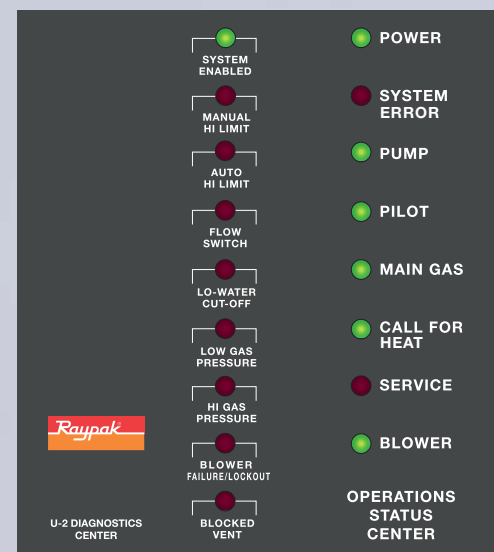 SYSTEM
ENABLED
MANUAL
HI LIMIT
AUTO
HI LIMIT
FLOW
SWITCH
LO-WATER
CUT-OFF
LOW GAS
PRESSURE
HI GAS
PRESSURE
BLOWER
FAILURE/LOCKOUT
BLOCKED
VENT
POWER
SYSTEM
ERROR
PUMP
PILOT
MAIN GAS
CALL FOR
HEAT
SERVICE
BLOWER
OPERATIONS
STATUS
CENTER
Raypak
U-2 DIAGNOSTICS
CENTER